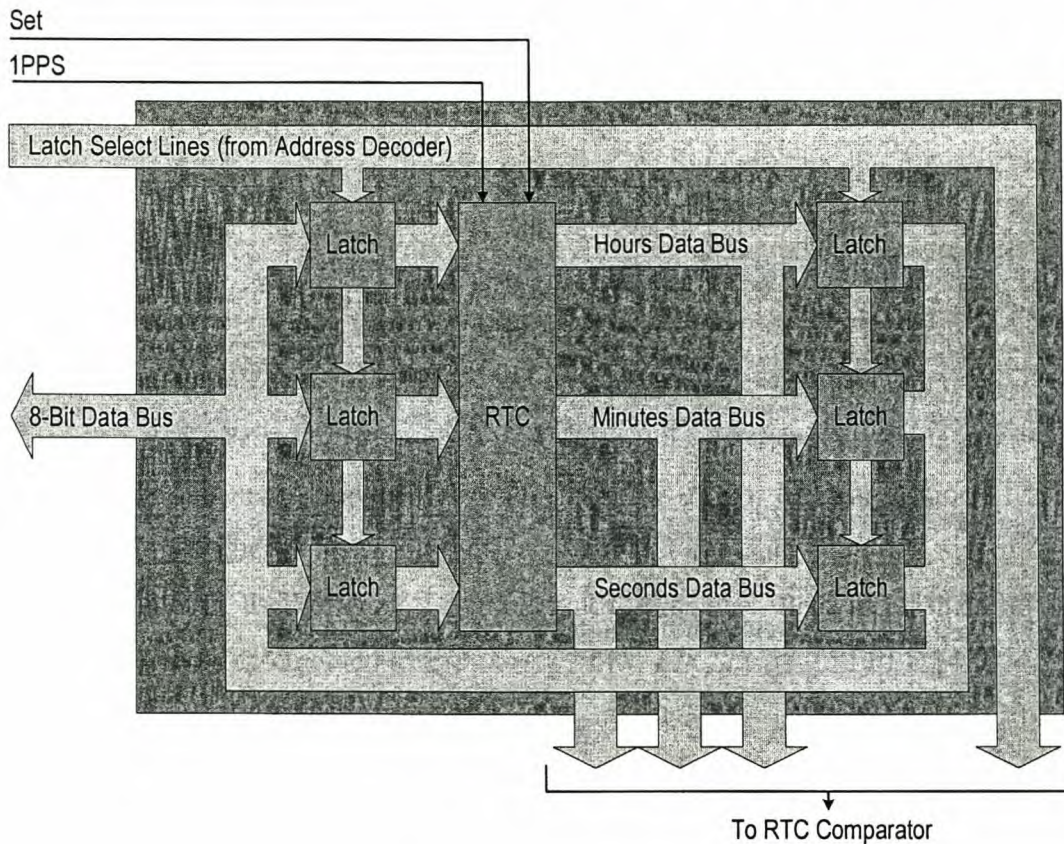 Set
1PPS
Latch Select Lines (from Address Decoder)
Latch
Hours Data Bus
Latch
8-Bit Data Bus
Latch
RTC
Minutes Data Bus
Latch
Latch
Seconds Data Bus
Latch
To RTC Comparator